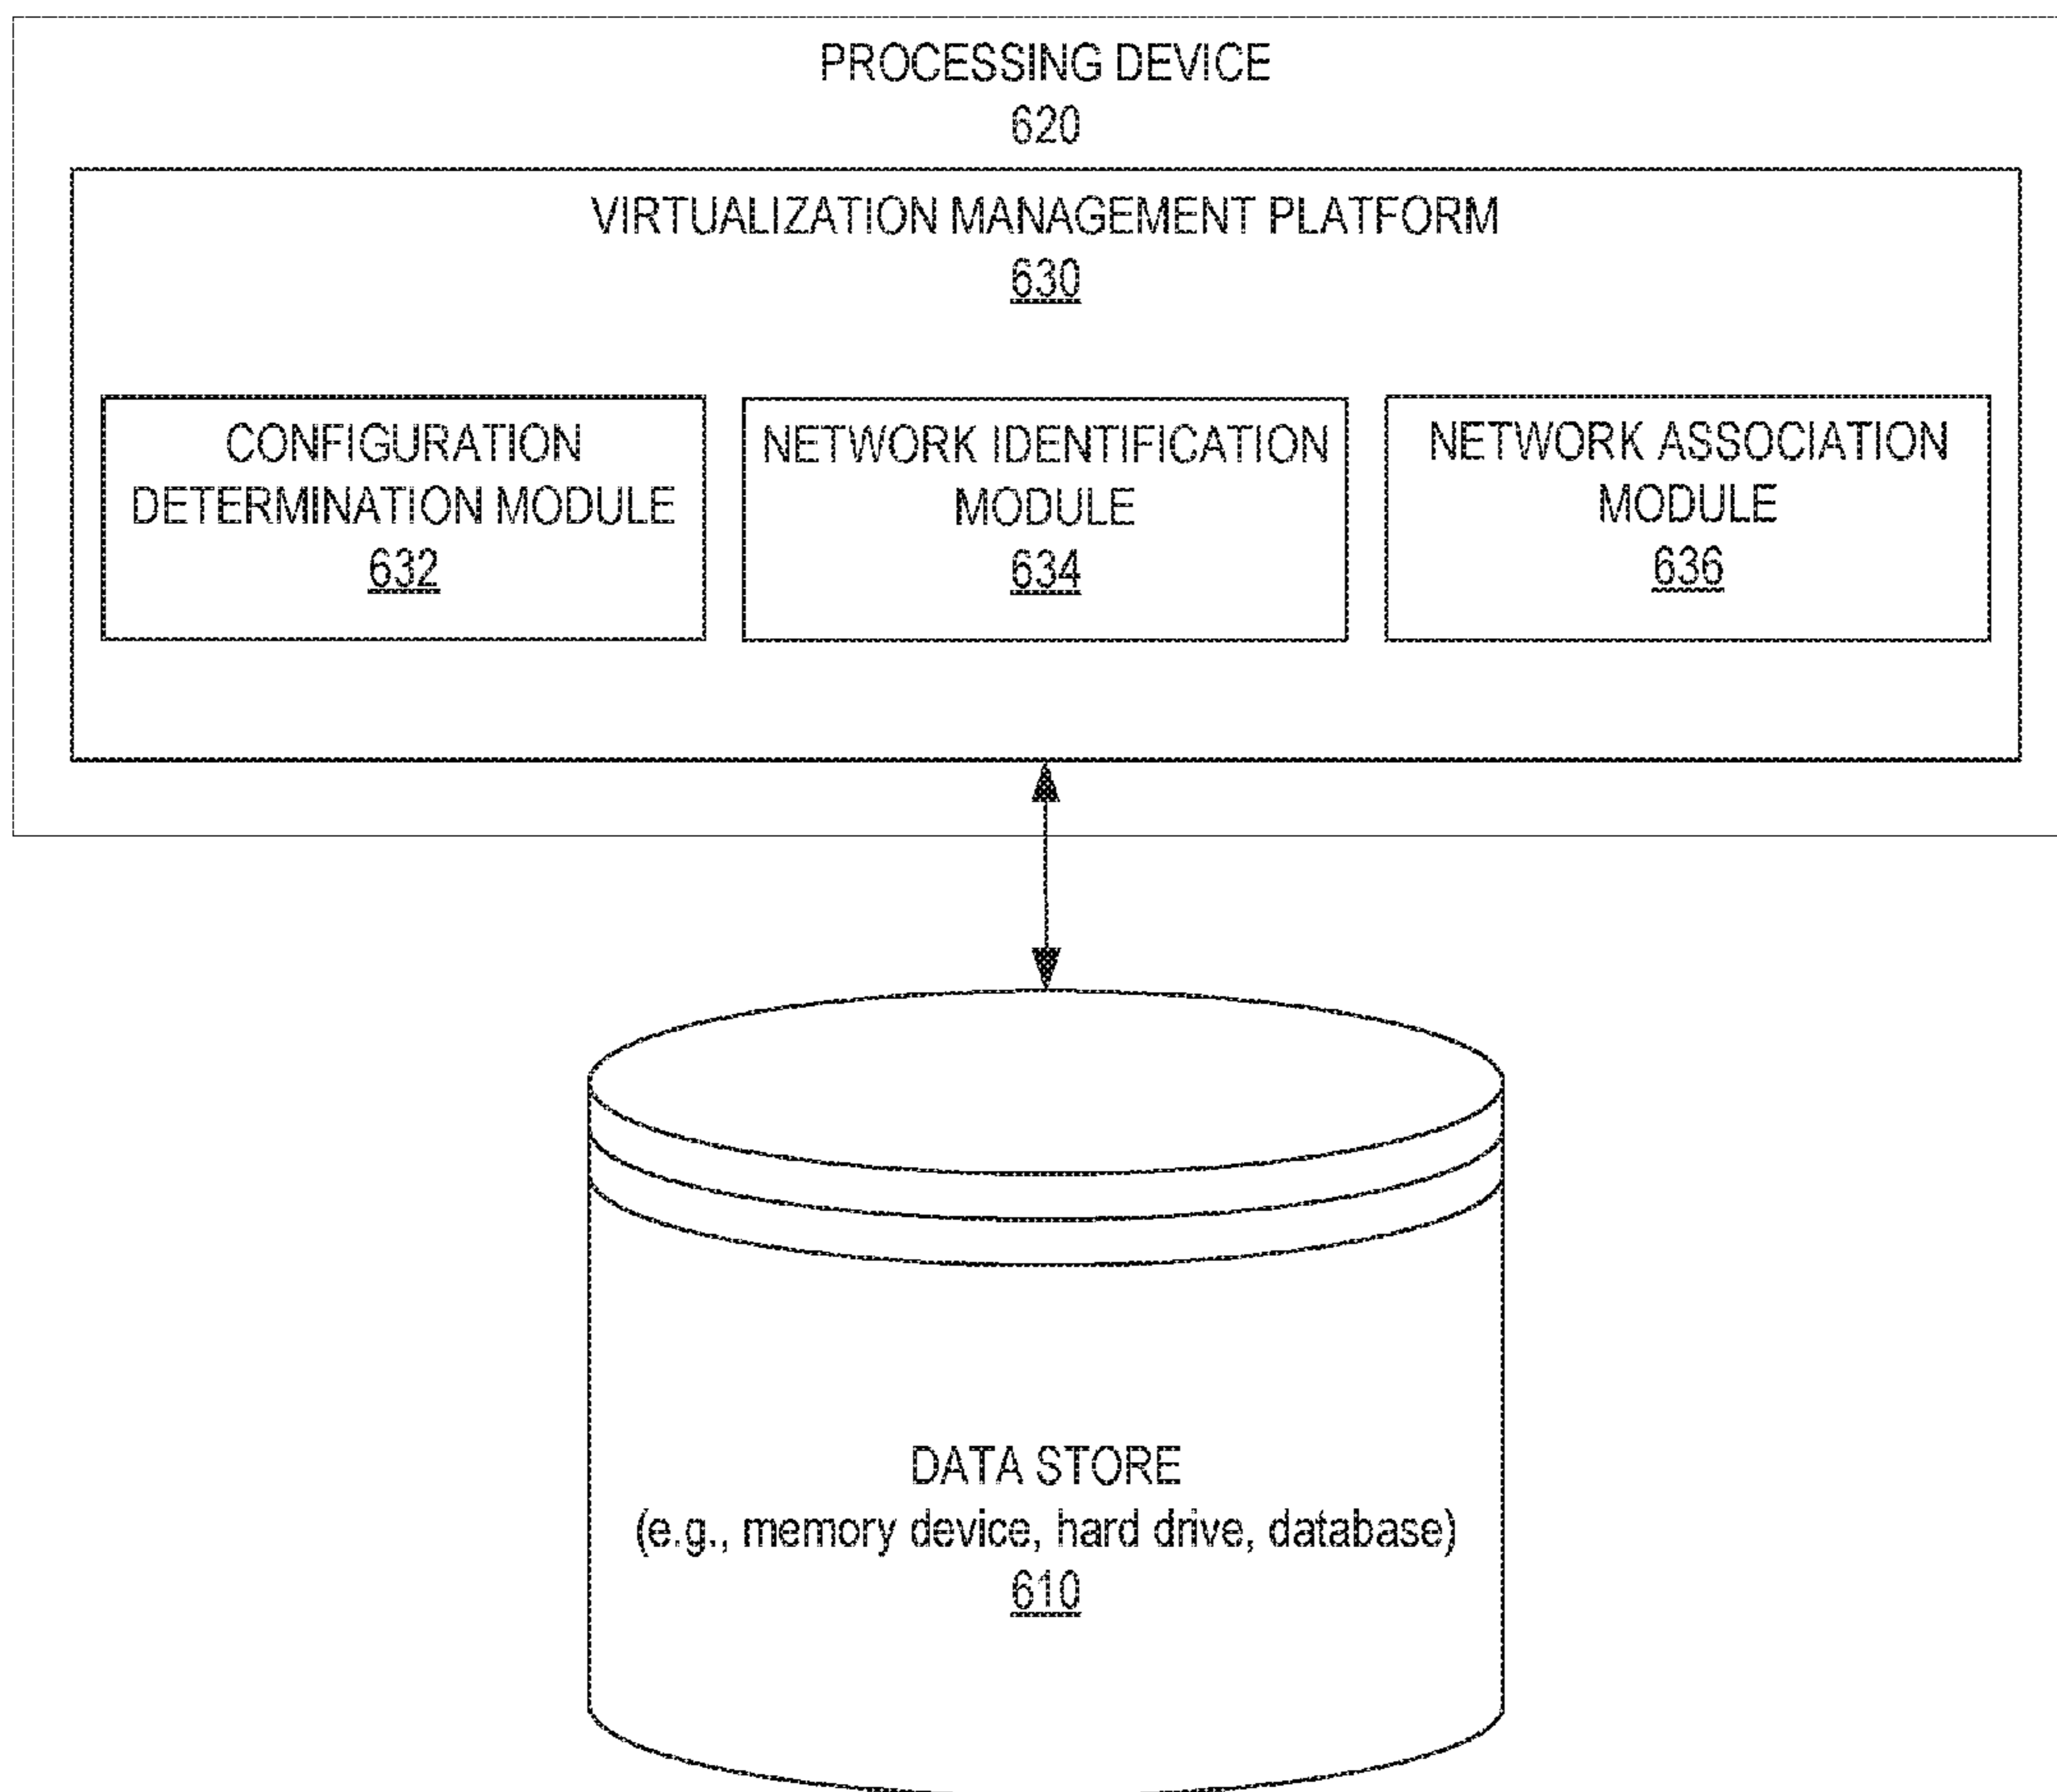 PROCESSING DEVICE
620
VIRTUALIZATION MANAGEMENT PLATFORM
630
CONFIGURATION
DETERMINATION MODULE
632
NETWORK IDENTIFICATION
MODULE
634
NETWORK ASSOCIATION
MODULE
636
DATA STORE
(e.g., memory device, hard drive, database)
610